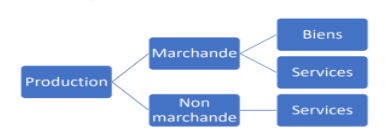 Biens
Marchande
Production
Services
Non
marchande
Services